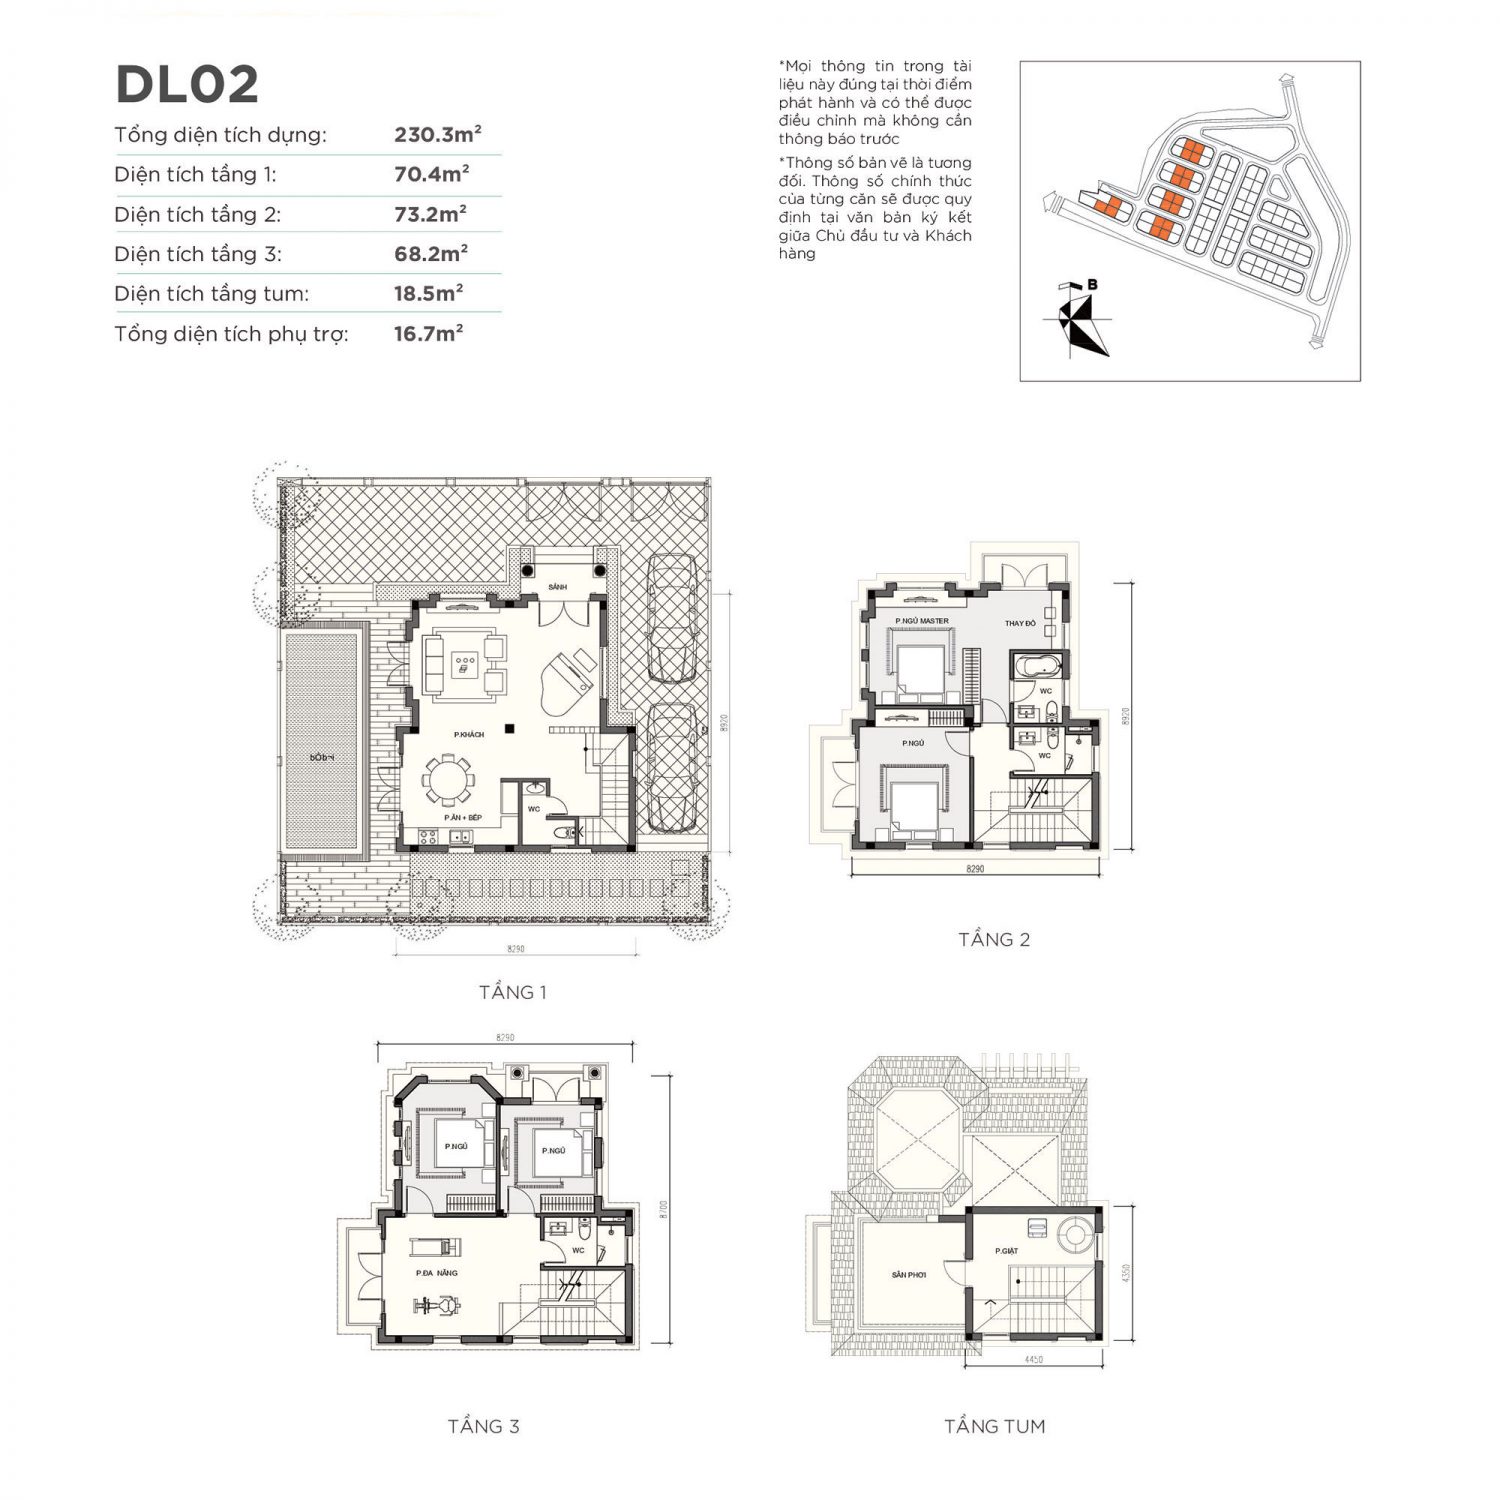 DL02
Tổng diện tích dựng: 230.3m²
Diện tích tầng 1: 70.4m²
Diện tích tầng 2: 73.2m²
Diện tích tầng 3: 68.2m²
Diện tích tầng tum: 18.5m²
Tổng diện tích phụ trợ: 16.7m²
*Mọi thông tin trong tài
liệu này đúng tại thời điểm
phát hành và có thể được
điều chỉnh mà không cần
thông báo trước
*Thông số bản vẽ là tương
đối. Thông số chính thức
của từng căn sẽ được quy
định tại văn bản ký kết
giữa Chủ đầu tư và Khách
hàng
B
SẢNH
P.KHÁCH
P.ĂN + BẾP
WC
8920
8290
TẦNG 1
P.NGỦ MASTER
THAY ĐỒ
WC
P.NGỦ
WC
8920
8290
TẦNG 2
8290
P.NGỦ
P.NGỦ
WC
P.ĐA NĂNG
8700
TẦNG 3
SÂN PHƠI
P.GIẶT
4350
4450
TẦNG TUM